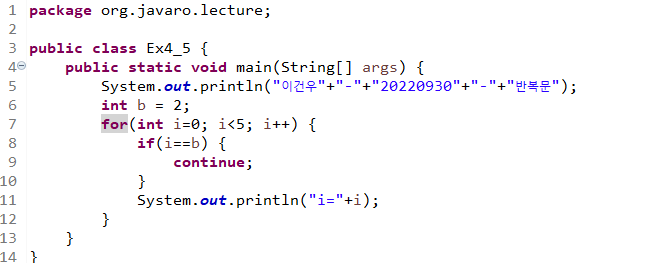 1 package org.javaro.lecture;
2
3 public class Ex4_5 {
4     public static void main(String[] args) {
5         System.out.println("이건우"+"-"+"20220930"+"-"+"반복문");
6         int b = 2;
7         for(int i=0; i<5; i++) {
8             if(i==b) {
9                 continue;
10             }
11             System.out.println("i="+i);
12         }
13     }
14 }